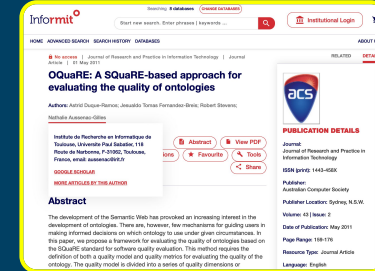 Informit
Searching 8 databases CHANGE DATABASES
Start new search. Enter phrases | keywords ...
Institutional Login
HOME ADVANCED SEARCH SEARCH HISTORY DATABASES
ABOUT
No access | Journal of Research and Practice in Information Technology | Journal
Article | 01 May 2011
RELATED DETAI
OQuaRE: A SQuaRE-based approach for
evaluating the quality of ontologies
Authors: Astrid Duque-Ramos; Jesualdo Tomas Fernandez-Breis; Robert Stevens;
Nathalie Aussenac-Gilles
Institute de Recherche en Informatique de
Toulouse, Universite Paul Sabatier, 118
Route de Narbonne, F-31062, Toulouse,
France, email: aussenac@irit.fr
GOOGLE SCHOLAR
MORE ARTICLES BY THIS AUTHOR
Abstract View PDF
ions Favourite Tools
Share
Abstract
The development of the Semantic Web has provoked an increasing interest in the
development of ontologies. There are, however, few mechanisms for guiding users in
making informed decisions on which ontology to use under given circumstances. In
this paper, we propose a framework for evaluating the quality of ontologies based on
the SQuaRE standard for software quality evaluation. This method requires the
definition of both a quality model and quality metrics for evaluating the quality of the
ontology. The quality model is divided into a series of quality dimensions or
acs
PUBLICATION DETAILS
Journal:
Journal of Research and Practice in
Information Technology
ISSN (print): 1443-458X
Publisher:
Australian Computer Society
Publisher Location: Sydney, N.S.W.
Volume: 43 | Issue: 2
Date of Publication: May 2011
Page Range: 159-176
Resource Type: Journal Article
Language: English